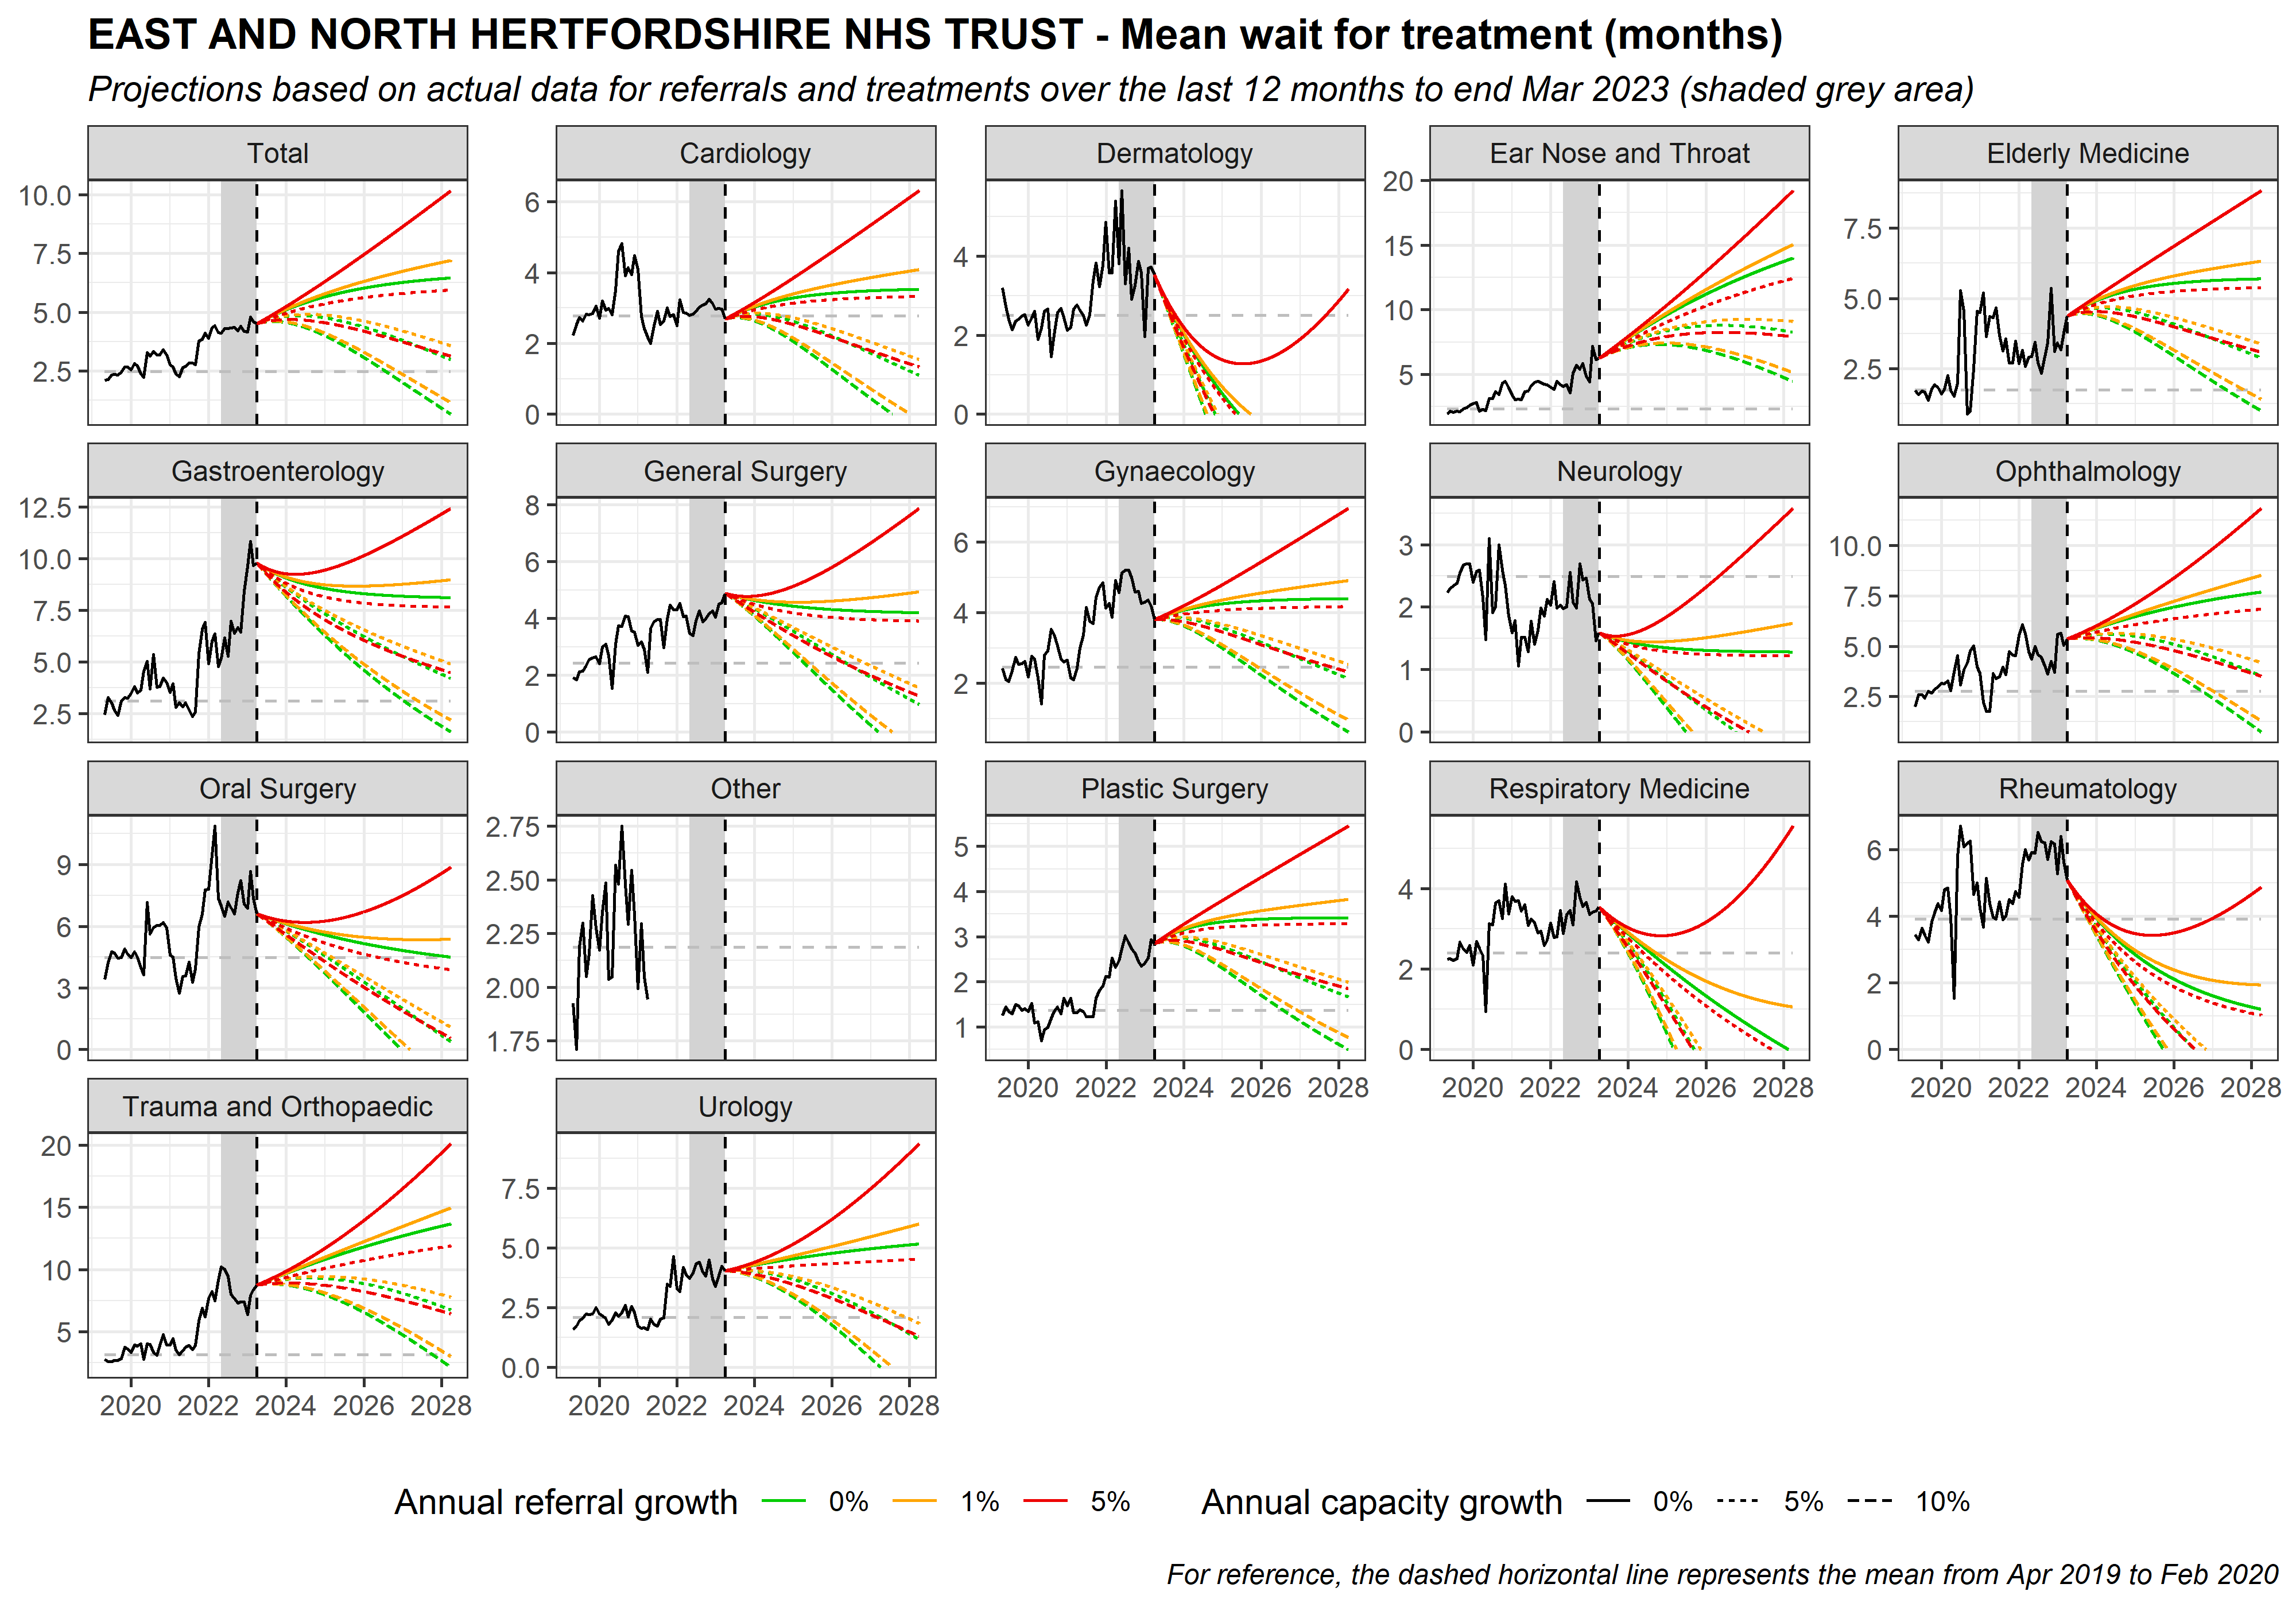 EAST AND NORTH HERTFORDSHIRE NHS TRUST - Mean wait for treatment (months)
Projections based on actual data for referrals and treatments over the last 12 months to end Mar 2023 (shaded grey area)
Total Cardiology Dermatology Ear Nose and Throat Elderly Medicine
10.0 7.5 5.0 2.5
6 4 2 0
4 2 0
20 15 10 5
7.5 5.0 2.5
Gastroenterology General Surgery Gynaecology Neurology Ophthalmology
12.5 10.0 7.5 5.0 2.5
8 6 4 2 0
6 4 2
3 2 1 0
10.0 7.5 5.0 2.5
Oral Surgery Other Plastic Surgery Respiratory Medicine Rheumatology
9 6 3 0
2.75 2.50 2.25 2.00 1.75
5 4 3 2 1
4 2 0
6 4 2 0
2020 2022 2024 2026 2028
2020 2022 2024 2026 2028
2020 2022 2024 2026 2028
Trauma and Orthopaedic Urology
20 15 10 5
7.5 5.0 2.5 0.0
2020 2022 2024 2026 2028
2020 2022 2024 2026 2028
Annual referral growth 0% 1% 5% Annual capacity growth 0% 5% 10%
For reference, the dashed horizontal line represents the mean from Apr 2019 to Feb 2020